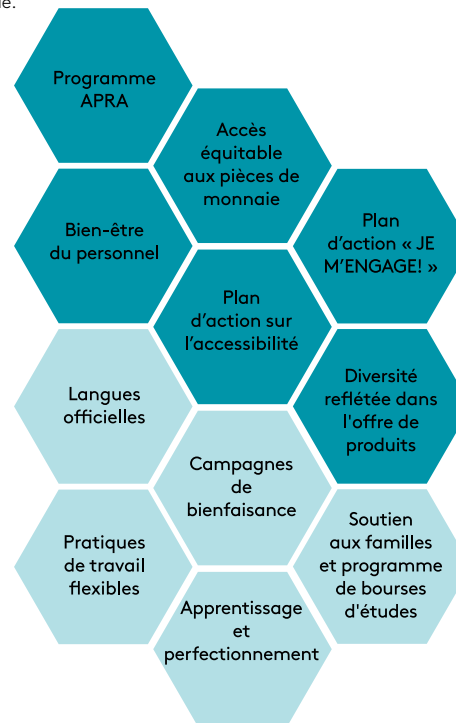 Programme
APRA
Accès
équitable
aux pièces de
monnaie
Bien-être
du personnel
Plan
d'action « JE
M'ENGAGE! »
Plan
d'action sur
l'accessibilité
Langues
officielles
Diversité
reflétée dans
l'offre de
produits
Campagnes
de
bienfaisance
Pratiques
de travail
flexibles
Soutien
aux familles
et programme
de bourses
d'études
Apprentissage
et
perfectionnement